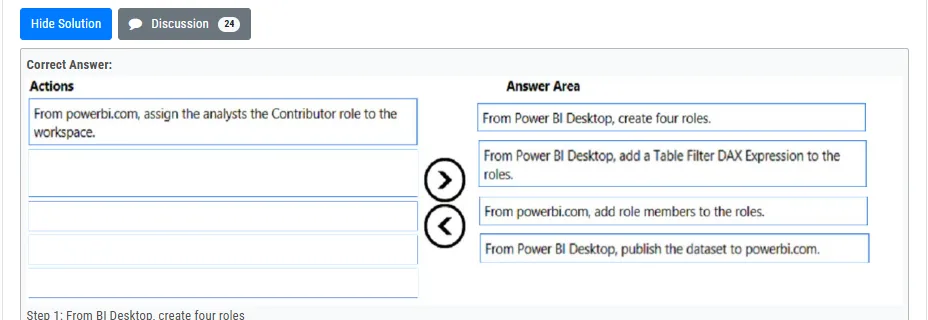 Hide Solution
Discussion 24
Correct Answer:
Actions
Answer Area
From powerbi.com, assign the analysts the Contributor role to the
workspace.
From Power BI Desktop, create four roles.
From Power BI Desktop, add a Table Filter DAX Expression to the
roles.
From powerbi.com, add role members to the roles.
From Power BI Desktop, publish the dataset to powerbi.com.
Step 1: From BI Desktop, create four roles